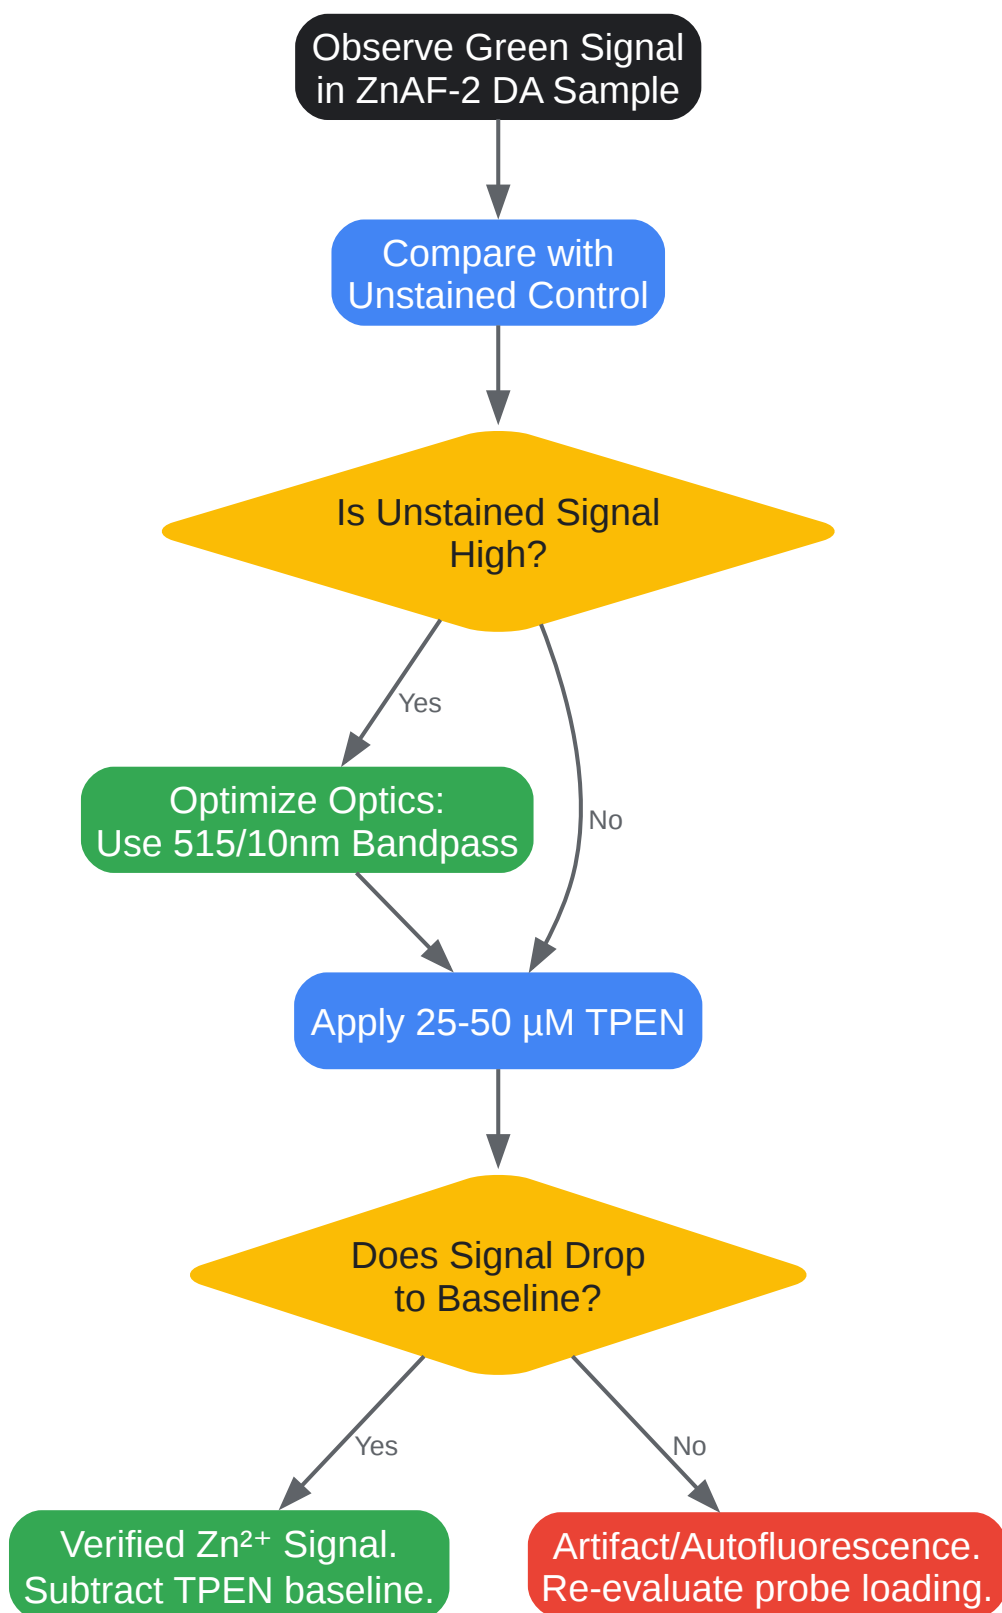 Observe Green Signal
in ZnAF-2 DA Sample
Compare with
Unstained Control
Is Unstained Signal
High?
Yes
No
Optimize Optics:
Use 515/10nm Bandpass
Apply 25-50 µM TPEN
Does Signal Drop
to Baseline?
Yes
No
Verified Zn²⁺ Signal.
Subtract TPEN baseline.
Artifact/Autofluorescence.
Re-evaluate probe loading.